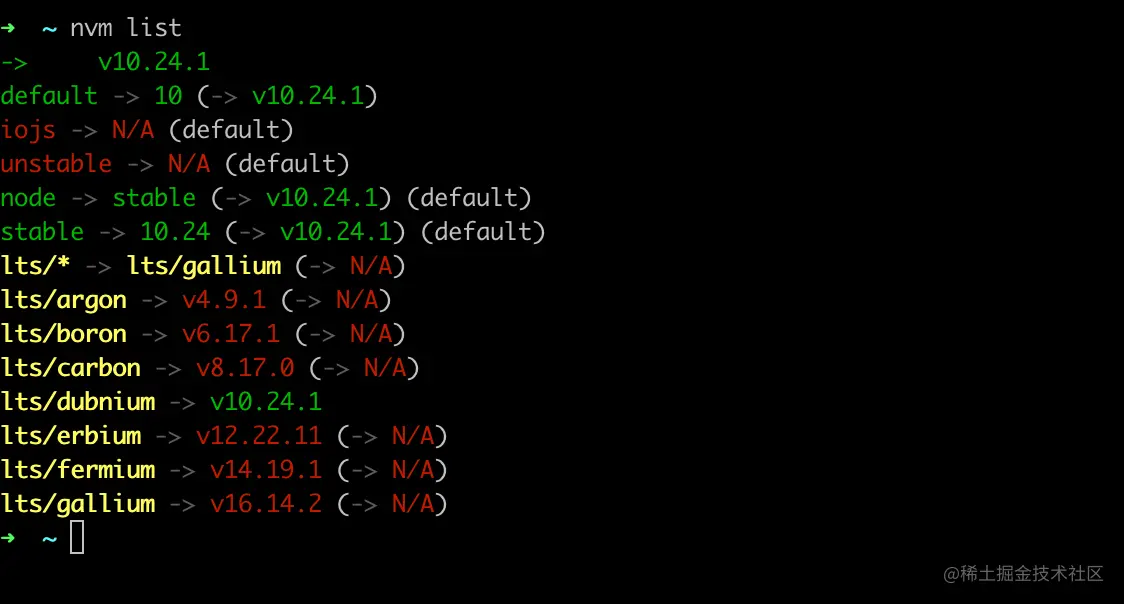 ➜  ~ nvm list
->     v10.24.1
default -> 10 (-> v10.24.1)
iojs -> N/A (default)
unstable -> N/A (default)
node -> stable (-> v10.24.1) (default)
stable -> 10.24 (-> v10.24.1) (default)
lts/* -> lts/gallium (-> N/A)
lts/argon -> v4.9.1 (-> N/A)
lts/boron -> v6.17.1 (-> N/A)
lts/carbon -> v8.17.0 (-> N/A)
lts/dubnium -> v10.24.1
lts/erbium -> v12.22.11 (-> N/A)
lts/fermium -> v14.19.1 (-> N/A)
lts/gallium -> v16.14.2 (-> N/A)
➜  ~
@稀土掘金技术社区